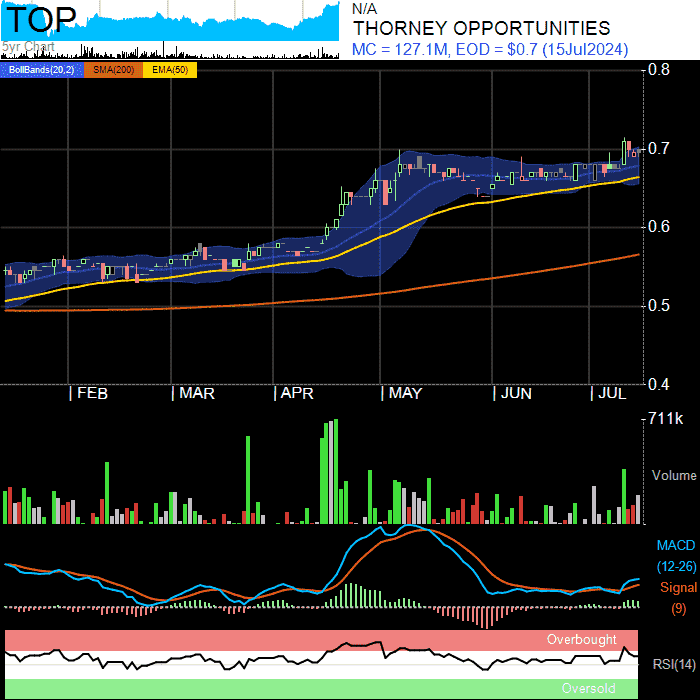 TOP
5yr Chart
N/A
THORNEY OPPORTUNITIES
MC = 127.1M, EOD = $0.7 (15Jul2024)
BollBands(20,2) SMA(200) EMA(50)
0.8
0.7
0.6
0.5
0.4
FEB MAR APR MAY JUN JUL
711k
Volume
MACD
(12-26)
Signal
(9)
Overbought
RSI(14)
Oversold